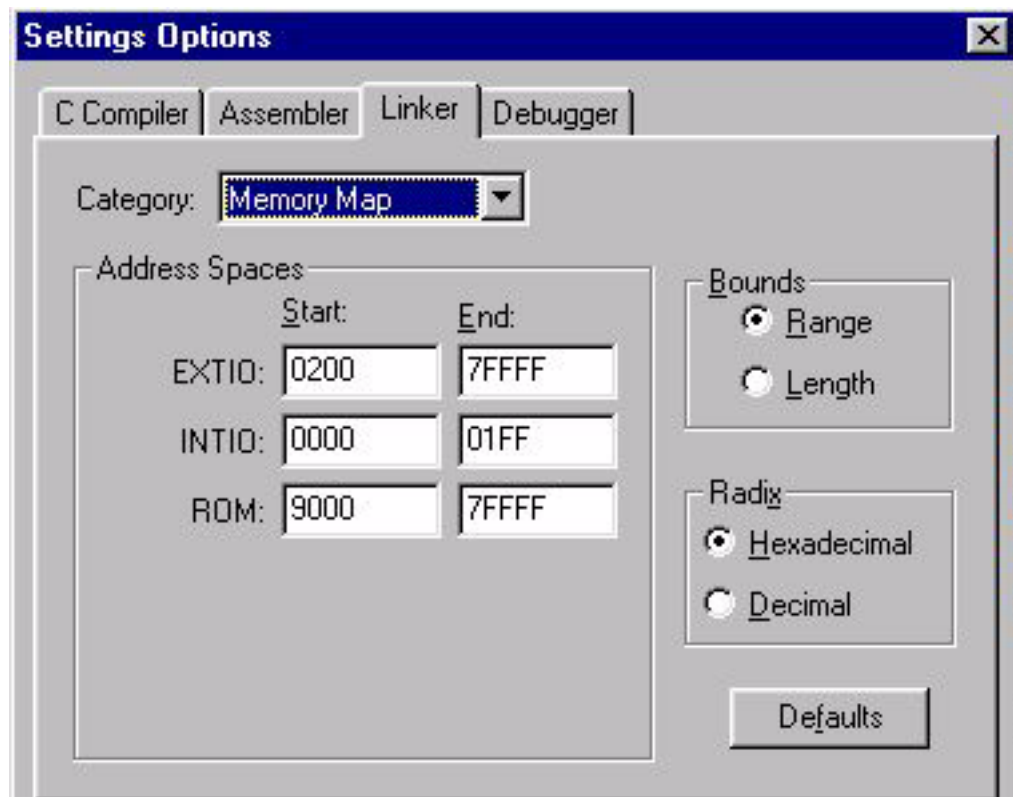 Settings Options
C Compiler Assembler Linker Debugger
Category: Memory Map
Address Spaces
Start: End:
EXTIO: 0200 7FFFF
INTIO: 0000 01FF
ROM: 9000 7FFFF
Bounds
Range
Length
Radix
Hexadecimal
Decimal
Defaults